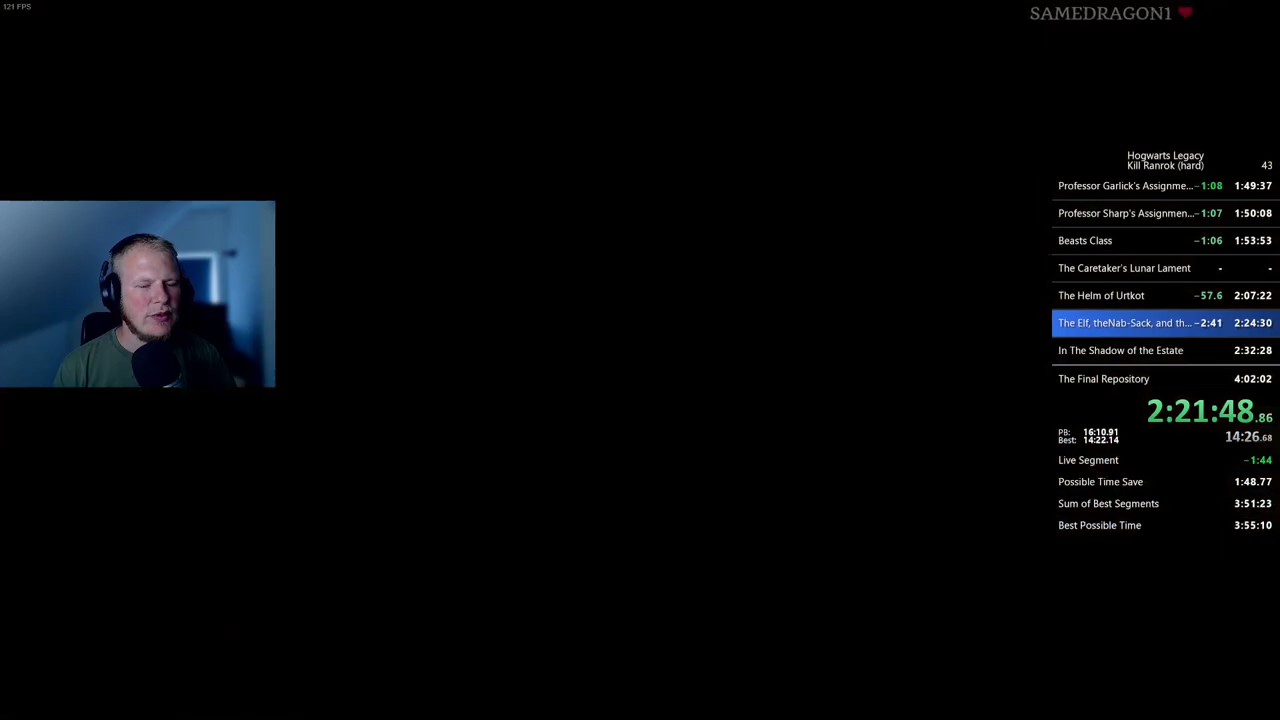 121 FPS
SAMEDRAGON1
Hogwarts Legacy
Kill Ranrok (hard) 43
Professor Garlick's Assignme... -1:08 1:49:37
Professor Sharp's Assignmen... -1:07 1:50:08
Beasts Class -1:06 1:53:53
The Caretaker's Lunar Lament - -
The Helm of Urtkot -57.6 2:07:22
The Elf, theNab-Sack, and th... -2:41 2:24:30
In The Shadow of the Estate 2:32:28
The Final Repository 4:02:02
2:21:48.86
PB: 16:10.91
Best: 14:22.14 14:26.68
Live Segment -1:44
Possible Time Save 1:48.77
Sum of Best Segments 3:51:23
Best Possible Time 3:55:10